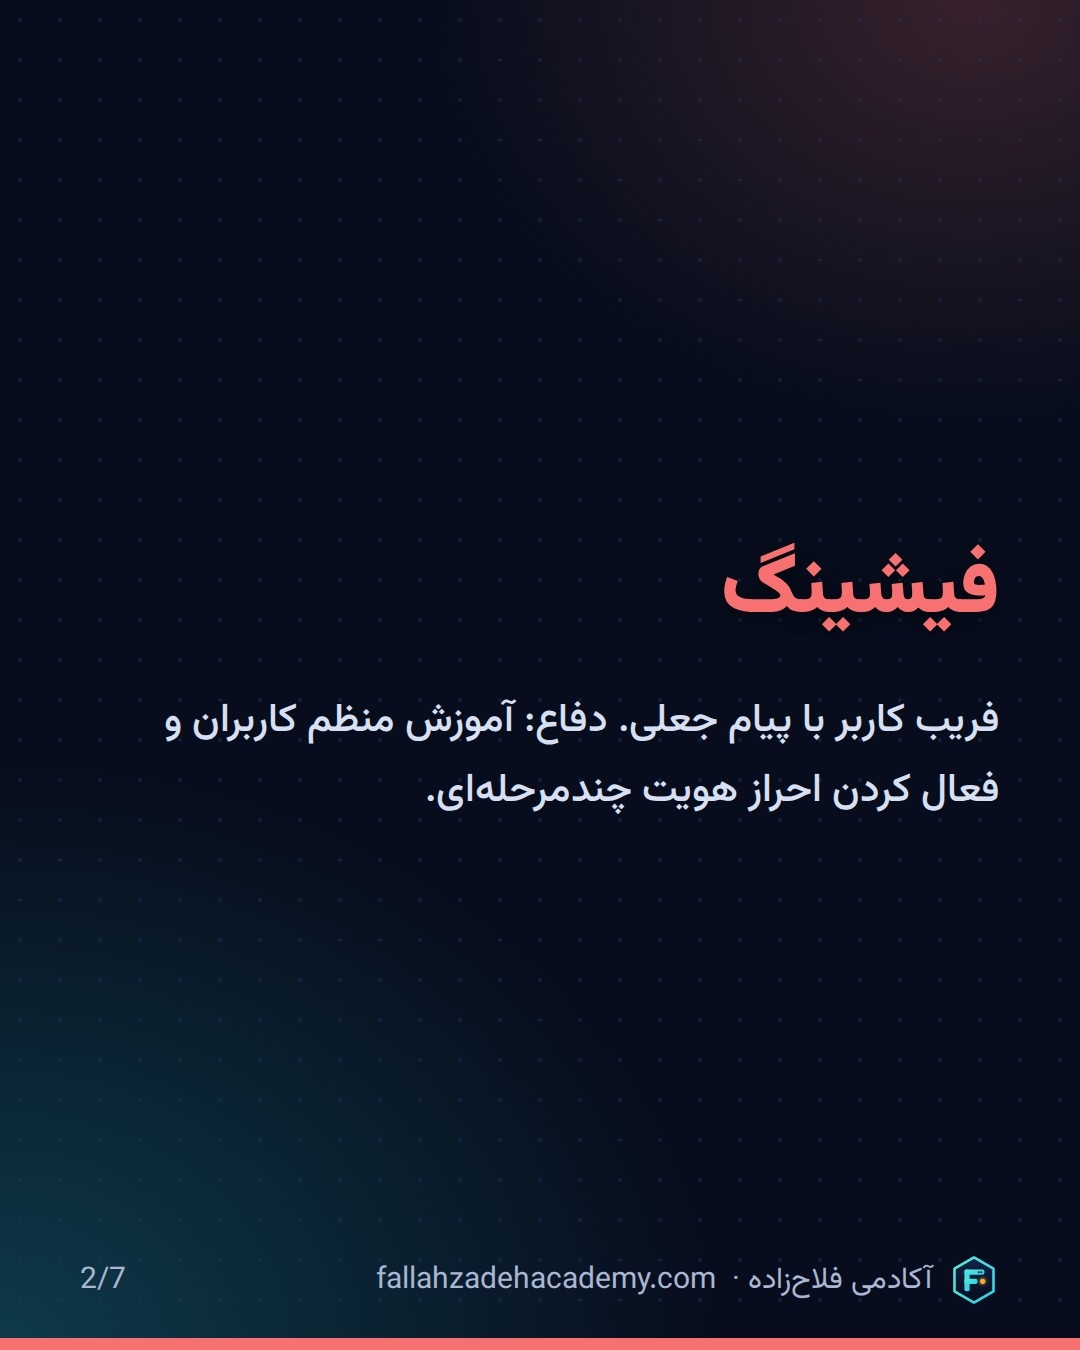 فیشینگ
فریب کاربر با پیام جعلی. دفاع: آموزش منظم کاربران و
فعال کردن احراز هویت چندمرحله‌ای.
آکادمی فلاح‌زاده · fallahzadehacademy.com
2/7